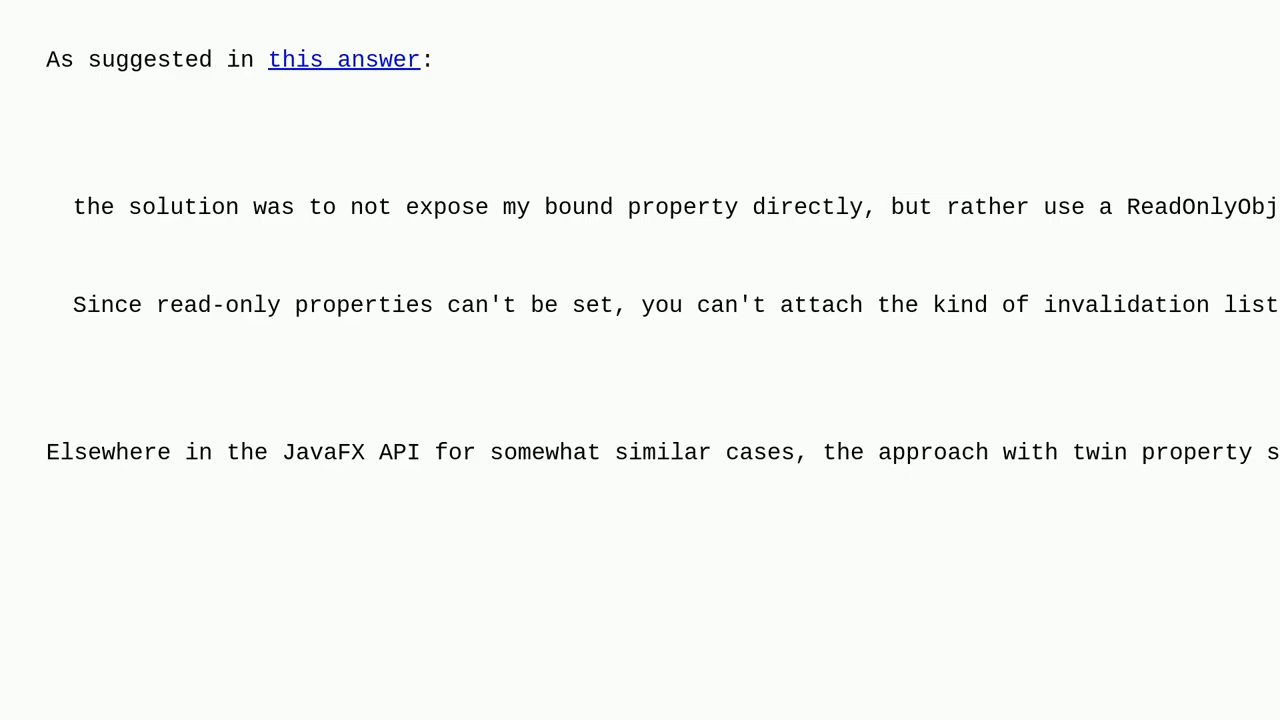 As suggested in this answer:
the solution was to not expose my bound property directly, but rather use a ReadOnlyObj
Since read-only properties can't be set, you can't attach the kind of invalidation list
Elsewhere in the JavaFX API for somewhat similar cases, the approach with twin property s